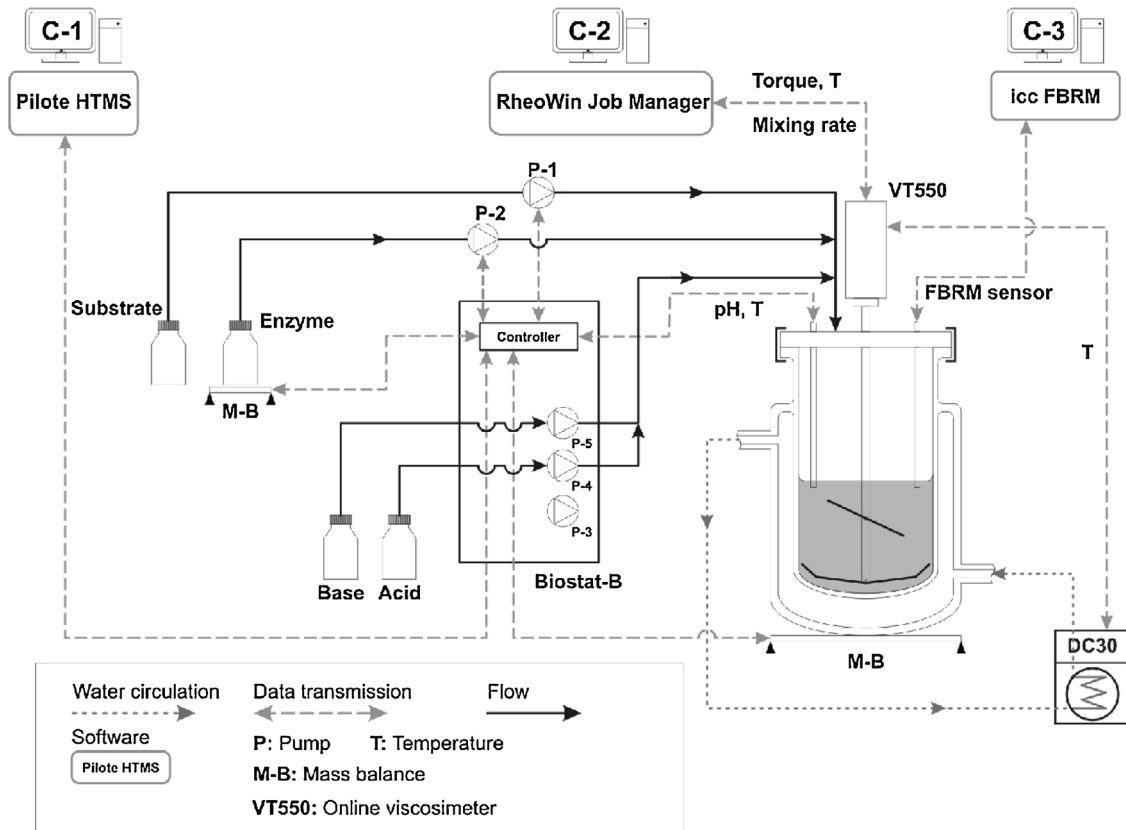 C-1
C-2
C-3
Pilote HTMS
RheoWin Job Manager
icc FBRM
Torque, T
Mixing rate
P-1
VT550
P-2
Substrate
Enzyme
FBRM sensor
pH, T
Controller
T
M-B
P-5
P-4
P-3
Base
Acid
Biostat-B
M-B
DC30
Water circulation
Data transmission
Flow
Software
P: Pump
T: Temperature
Pilote HTMS
M-B: Mass balance
VT550: Online viscosimeter